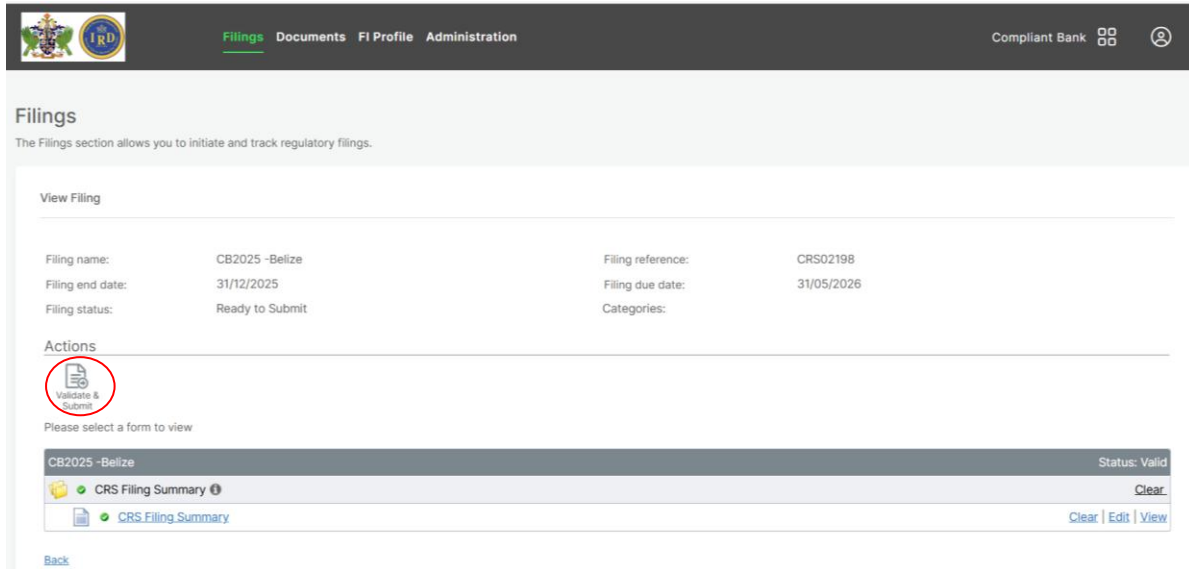 IRD
Filings Documents FI Profile Administration Compliant Bank
Filings
The Filings section allows you to initiate and track regulatory filings.
View Filing
Filing name: CB2025 -Belize Filing reference: CRS02198
Filing end date: 31/12/2025 Filing due date: 31/05/2026
Filing status: Ready to Submit Categories:
Actions
Validate &
Submit
Please select a form to view
CB2025 -Belize Status: Valid
CRS Filing Summary Clear
CRS Filing Summary Clear | Edit | View
Back